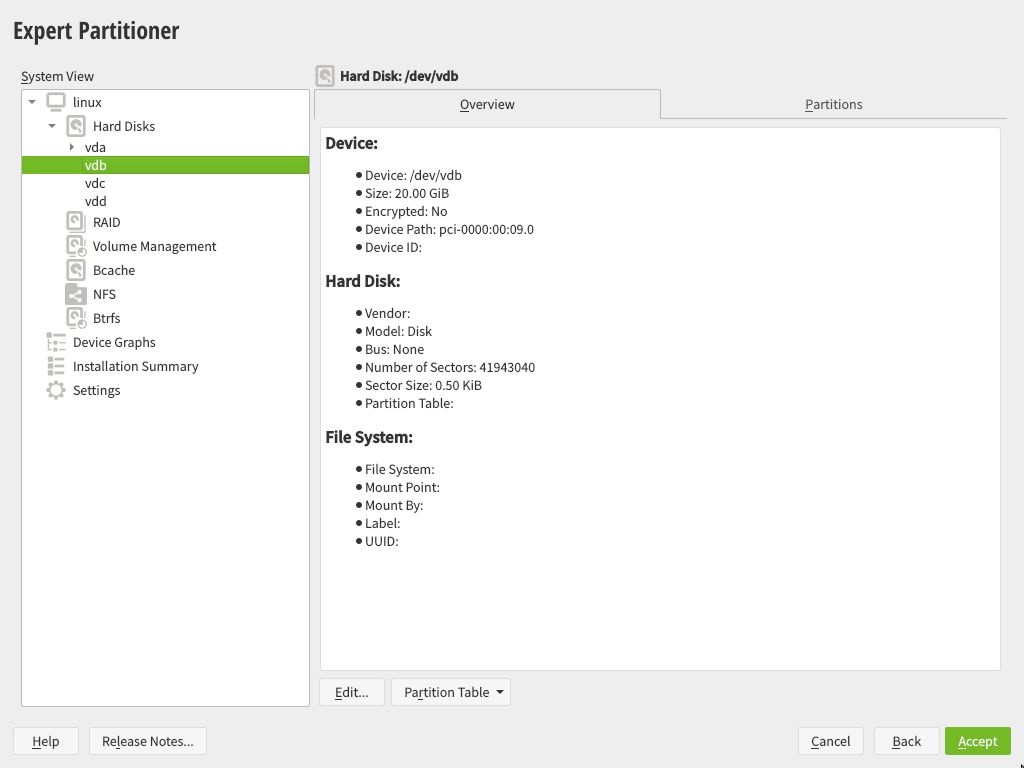 Expert Partitioner
System View
linux
Hard Disks
vda
vdb
vdc
vdd
RAID
Volume Management
Bcache
NFS
Btrfs
Device Graphs
Installation Summary
Settings
Hard Disk: /dev/vdb
Overview
Partitions
Device:
Device: /dev/vdb
Size: 20.00 GiB
Encrypted: No
Device Path: pci-0000:00:09.0
Device ID:
Hard Disk:
Vendor:
Model: Disk
Bus: None
Number of Sectors: 41943040
Sector Size: 0.50 KiB
Partition Table:
File System:
File System:
Mount Point:
Mount By:
Label:
UUID:
Edit...
Partition Table
Help
Release Notes...
Cancel
Back
Accept